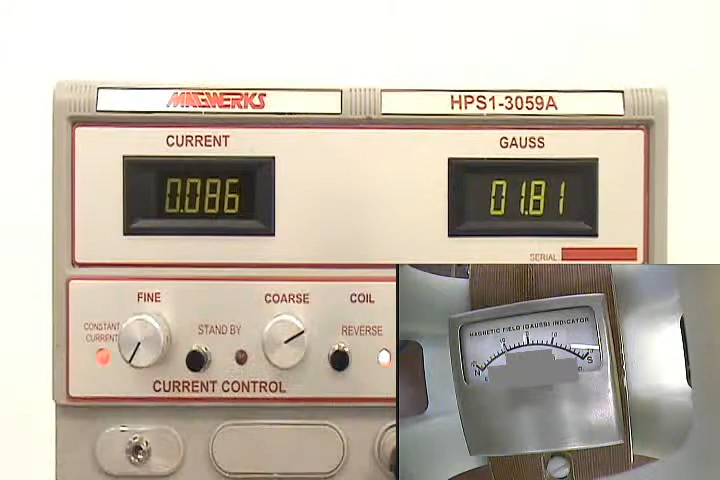 MAGWERKS
HPS1-3059A
CURRENT
GAUSS
0.086
01.81
SERIAL
FINE
COARSE
COIL
CONSTANT
CURRENT
STAND BY
REVERSE
CURRENT CONTROL
MAGNETIC FIELD (GAUSS) INDICATOR
N
S